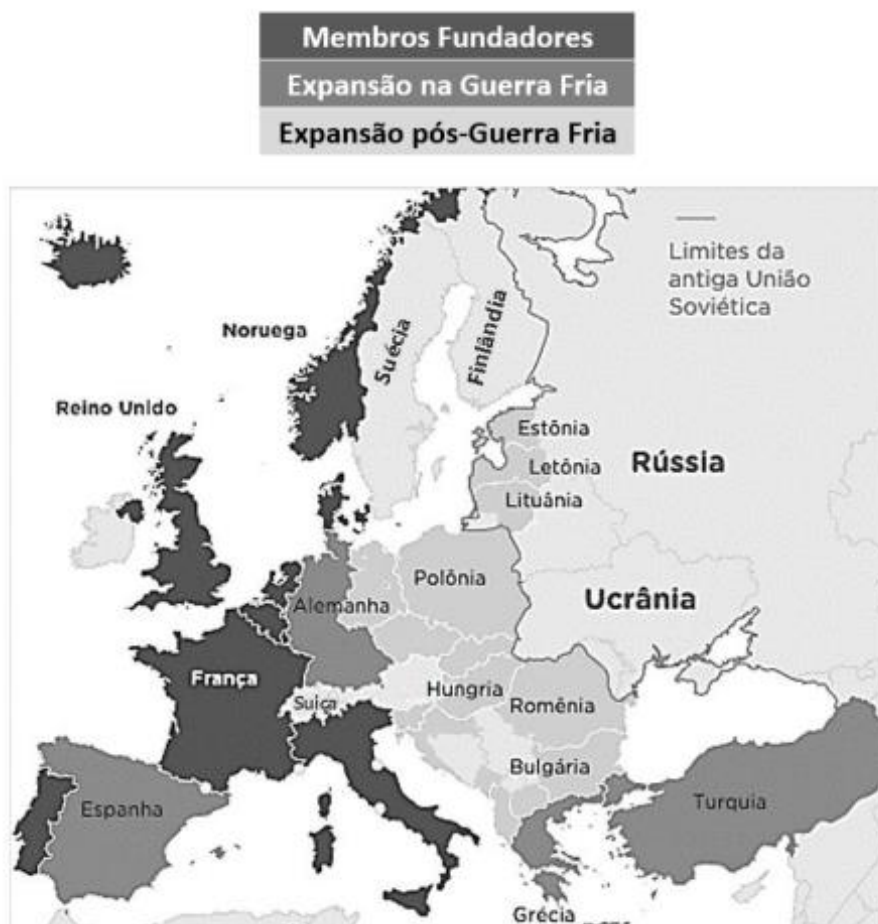 Membros Fundadores
Expansão na Guerra Fria
Expansão pós-Guerra Fria
Limites da
antiga União
Soviética
Noruega
Suécia
Finlândia
Reino Unido
Estônia
Letônia
Rússia
Lituânia
Polônia
Ucrânia
Alemanha
França
Suiça
Hungria
Romênia
Bulgária
Espanha
Turquia
Grécia